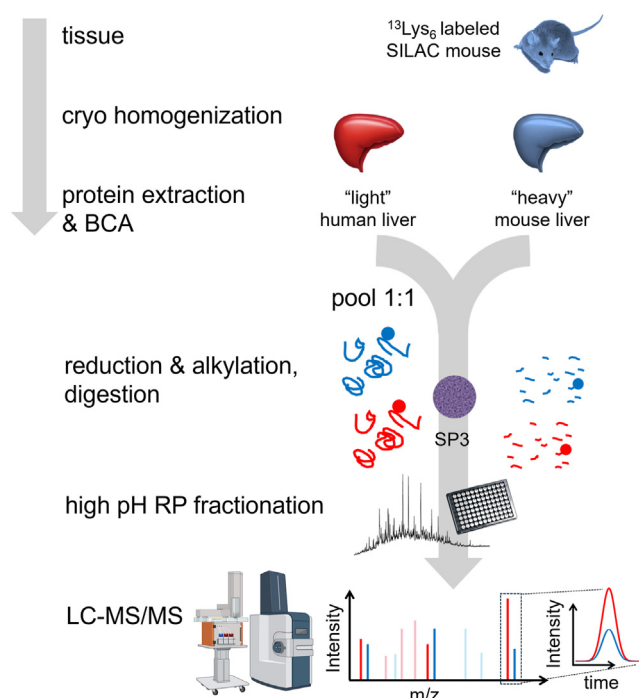 tissue
¹³Lys₆ labeled
SILAC mouse
cryo homogenization
protein extraction
& BCA
“light”
human liver
“heavy”
mouse liver
pool 1:1
reduction & alkylation,
digestion
SP3
high pH RP fractionation
LC-MS/MS
Intensity
m/z
Intensity
time